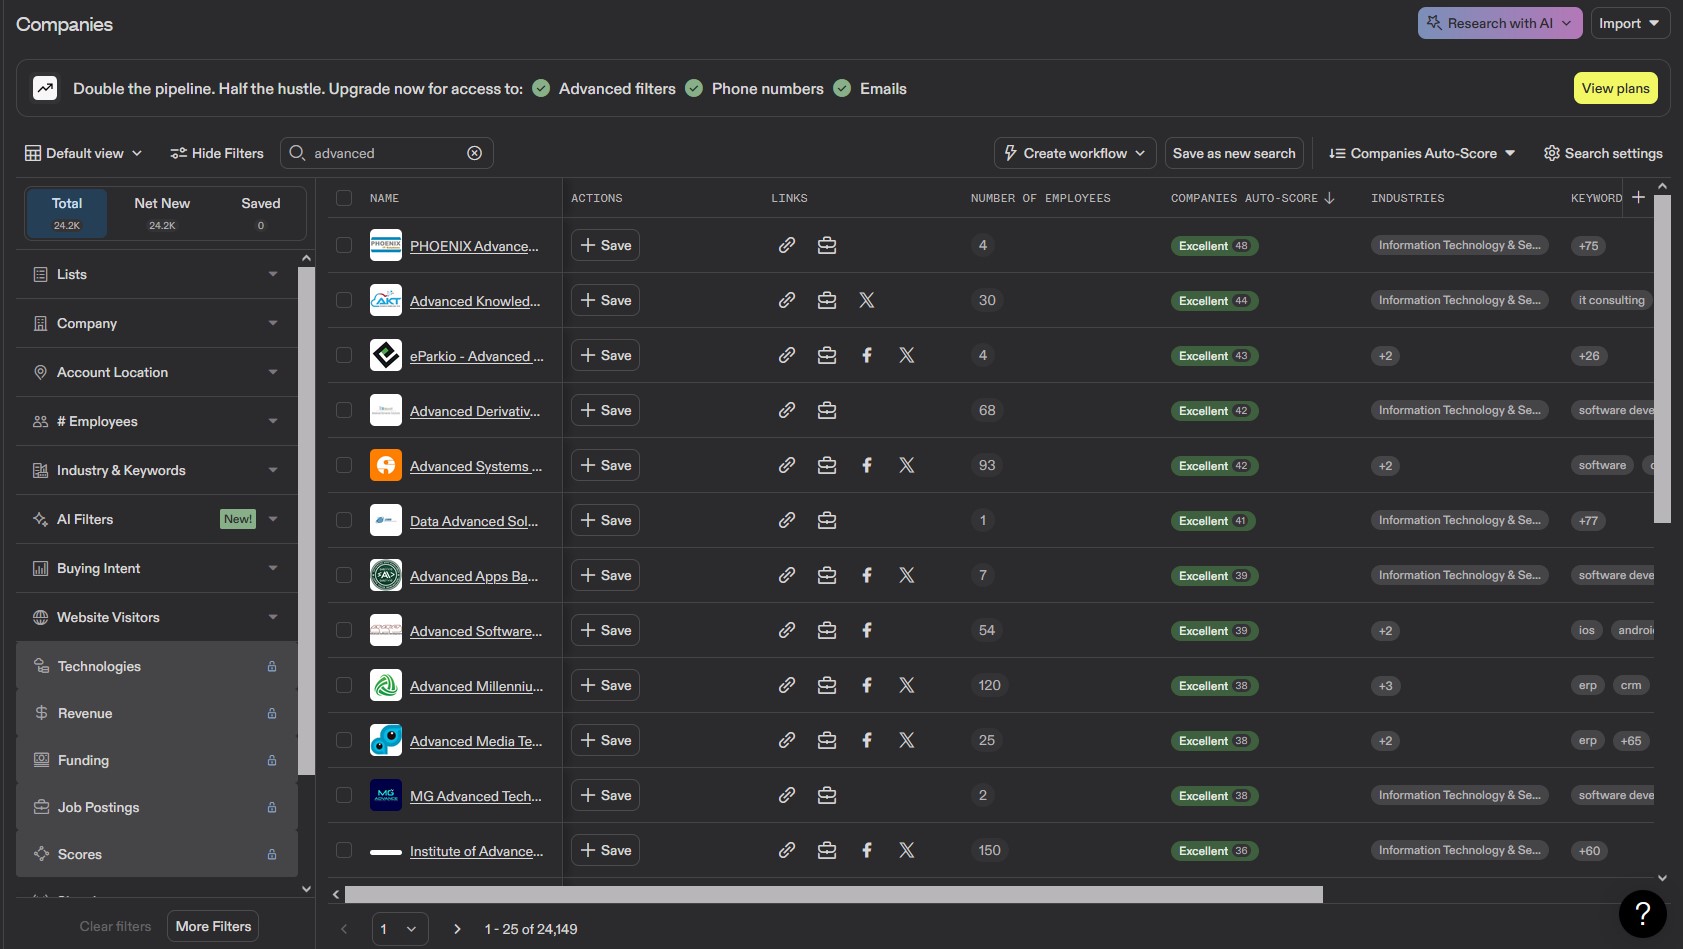 Companies
Research with AI
Import
Double the pipeline. Half the hustle. Upgrade now for access to: Advanced filters Phone numbers Emails
View plans
Default view Hide Filters advanced Create workflow Save as new search Companies Auto-Score Search settings
Total Net New Saved
24.2K 24.2K 0
Lists
Company
Account Location
# Employees
Industry & Keywords
AI Filters New!
Buying Intent
Website Visitors
Technologies
Revenue
Funding
Job Postings
Scores
Clear filters More Filters
NAME ACTIONS LINKS NUMBER OF EMPLOYEES COMPANIES AUTO-SCORE INDUSTRIES KEYWORD
PHOENIX PHOENIX Advance... Save 4 Excellent 48 Information Technology & Se... +75
AKT Advanced Knowled... Save 30 Excellent 44 Information Technology & Se... it consulting
eParkio - Advanced ... Save 4 Excellent 43 +2 +26
Advanced Derivativ... Save 68 Excellent 42 Information Technology & Se... software deve
Advanced Systems ... Save 93 Excellent 42 +2 software
Data Advanced Sol... Save 1 Excellent 41 Information Technology & Se... +77
Advanced Apps Ba... Save 7 Excellent 39 Information Technology & Se... software deve
Advanced Software... Save 54 Excellent 39 +2 ios androi
Advanced Millenniu... Save 120 Excellent 38 +3 erp crm
Advanced Media Te... Save 25 Excellent 38 +2 erp +65
MG ADVANCE MG Advanced Tech... Save 2 Excellent 38 Information Technology & Se... software deve
Institute of Advance... Save 150 Excellent 36 Information Technology & Se... +60
1 1 - 25 of 24,149
?